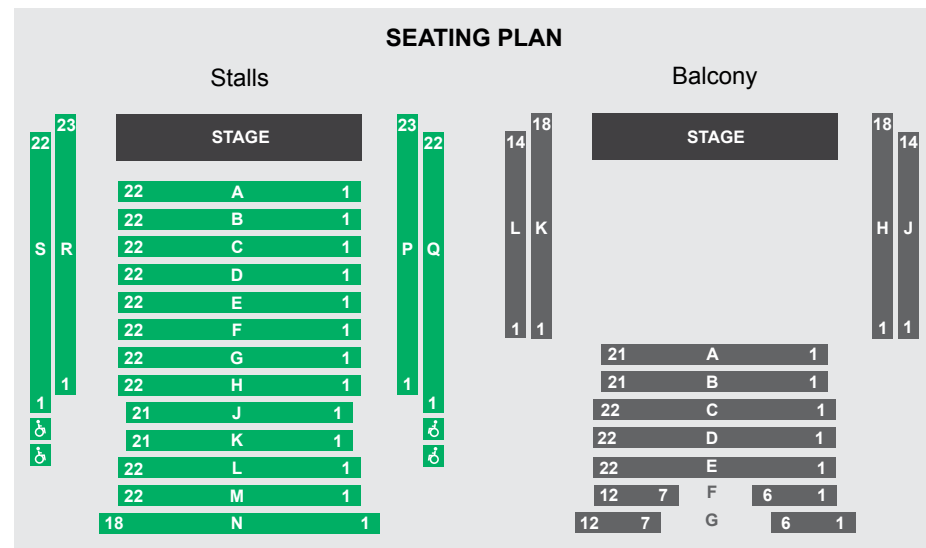 SEATING PLAN
Stalls
Balcony
23 23 18 18
22 STAGE 22 14 STAGE 14
22 A 1
22 B 1
S R 22 C 1 P Q L K H J
22 D 1
22 E 1
22 F 1 1 1 1 1
22 G 1 21 A 1
1 22 H 1 1 21 B 1
1 21 J 1 1 22 C 1
21 K 1 22 D 1
22 L 1 22 E 1
22 M 1 12 7 F 6 1
18 N 1 12 7 G 6 1